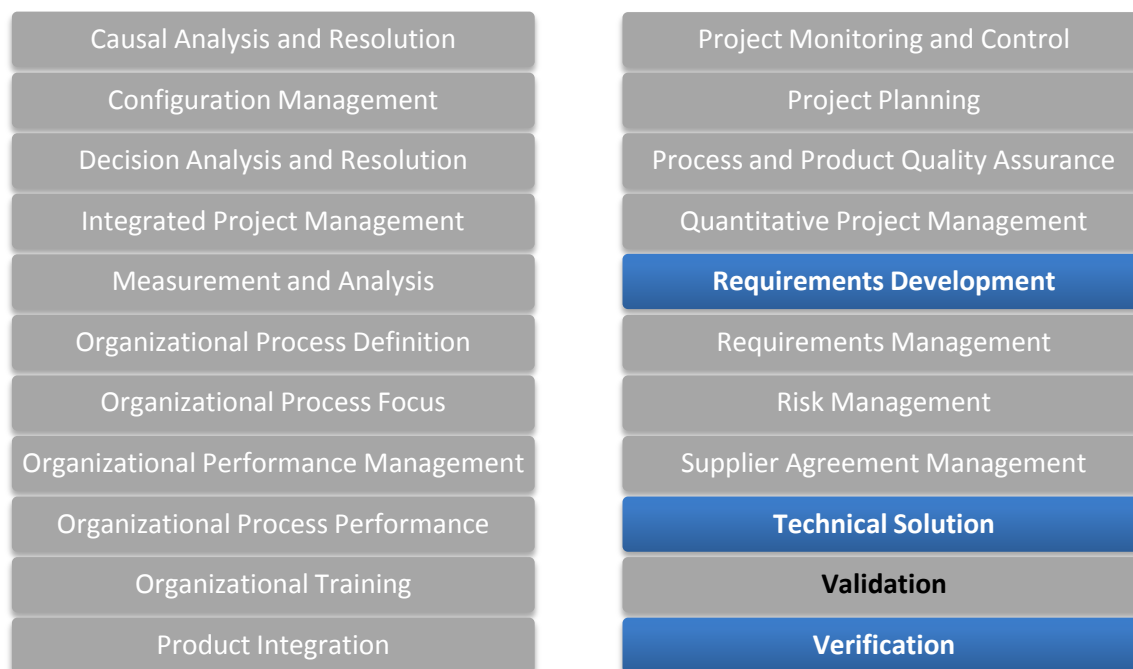 Causal Analysis and Resolution
Configuration Management
Decision Analysis and Resolution
Integrated Project Management
Measurement and Analysis
Organizational Process Definition
Organizational Process Focus
Organizational Performance Management
Organizational Process Performance
Organizational Training
Product Integration
Project Monitoring and Control
Project Planning
Process and Product Quality Assurance
Quantitative Project Management
Requirements Development
Requirements Management
Risk Management
Supplier Agreement Management
Technical Solution
Validation
Verification